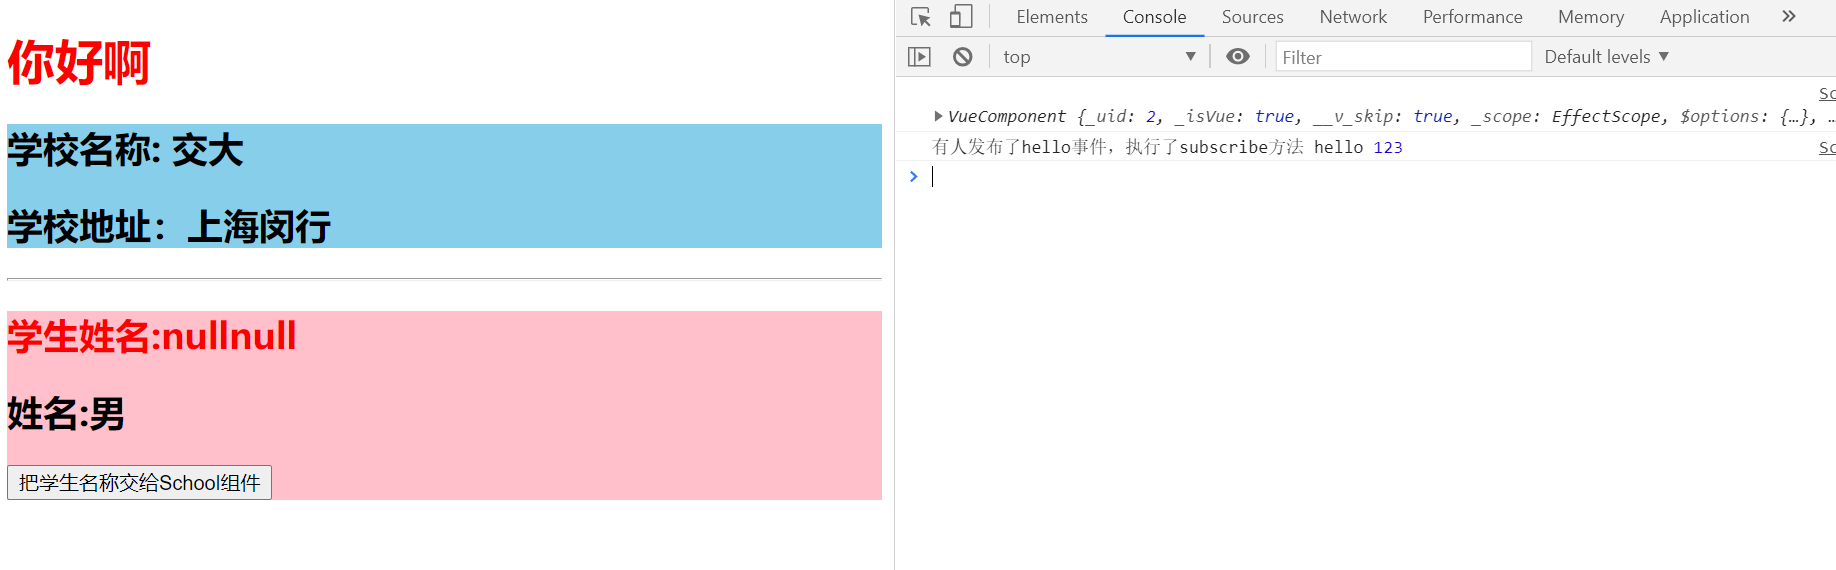 你好啊
学校名称: 交大
学校地址：上海闵行
学生姓名:nullnull
姓名:男
把学生名称交给School组件
Elements Console Sources Network Performance Memory Application »
top ▼ Filter Default levels ▼
Sc
▶ VueComponent {_uid: 2, _isVue: true, __v_skip: true, _scope: EffectScope, $options: {…}, …
有人发布了hello事件，执行了subscribe方法 hello 123 Sc
>